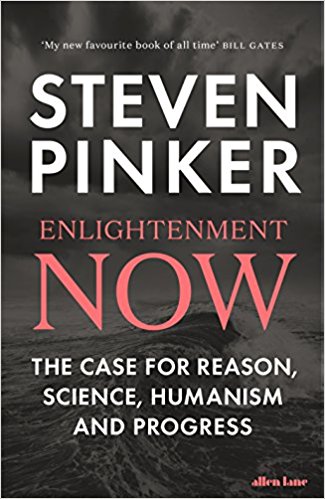 ‘My new favourite book of all time’ BILL GATES
STEVEN
PINKER
ENLIGHTENMENT
NOW
THE CASE FOR REASON,
SCIENCE, HUMANISM
AND PROGRESS
allen lane